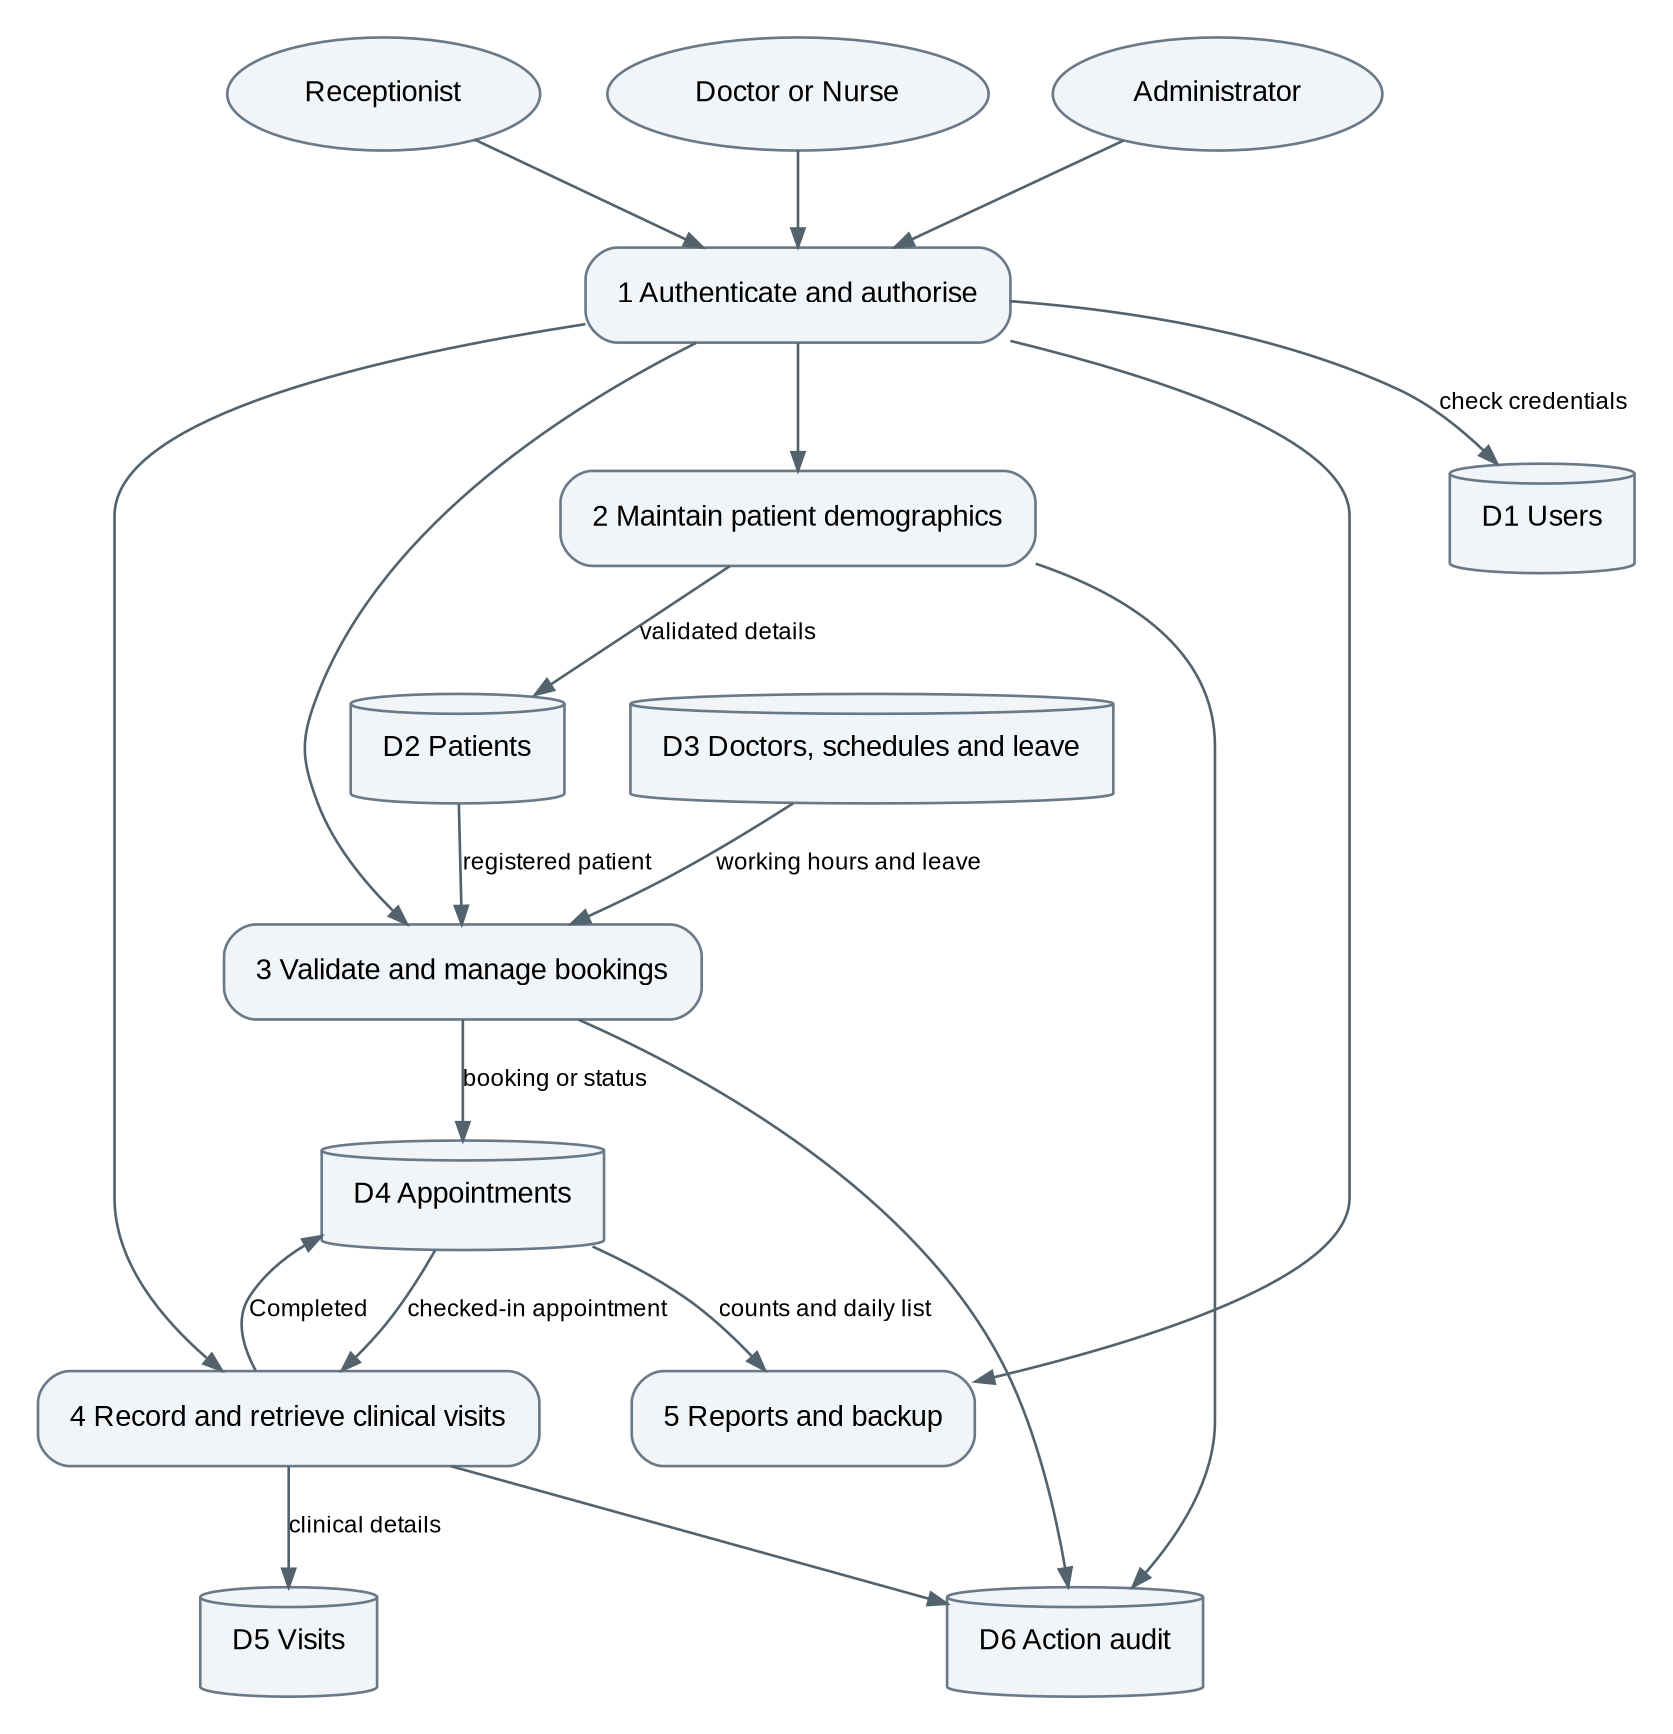 Receptionist
Doctor or Nurse
Administrator
1 Authenticate and authorise
check credentials
2 Maintain patient demographics
D1 Users
validated details
D2 Patients
D3 Doctors, schedules and leave
registered patient
working hours and leave
3 Validate and manage bookings
booking or status
D4 Appointments
Completed
checked-in appointment
counts and daily list
4 Record and retrieve clinical visits
5 Reports and backup
clinical details
D5 Visits
D6 Action audit